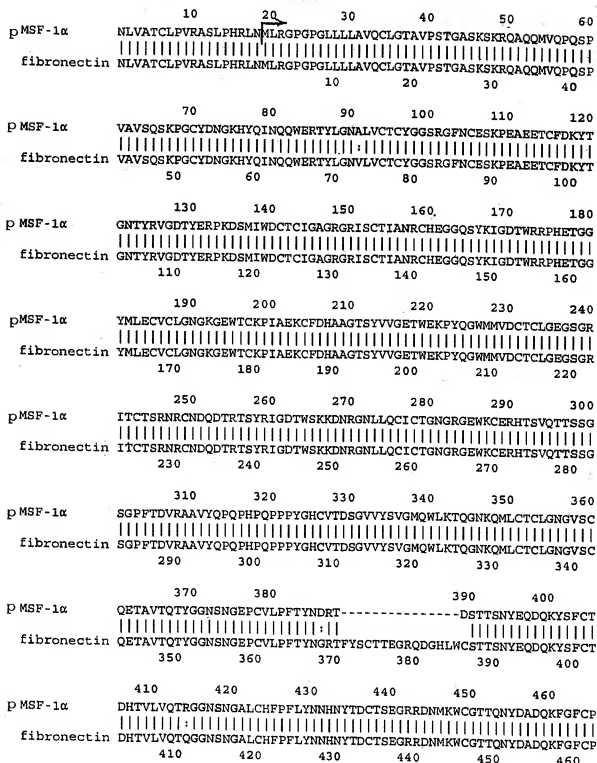 10 20 30 40 50 60
pMSF-1α NLVATCLPVRASLPHRLNMLRGPGPGLLLLAVQCLGTAVPSTGASKSKRQAQQMVQPQSP
fibronectin NLVATCLPVRASLPHRLNMLRGPGPGLLLLAVQCLGTAVPSTGASKSKRQAQQMVQPQSP
10 20 30 40
70 80 90 100 110 120
pMSF-1α VAVSQSKPGCYDNGKHYQINQQWERTYLGNALVCTCYGGSRGFNCESKPEAEETCFDKYT
fibronectin VAVSQSKPGCYDNGKHYQINQQWERTYLGNVLVCTCYGGSRGFNCESKPEAEETCFDKYT
50 60 70 80 90 100
130 140 150 160 170 180
pMSF-1α GNTYRVGDTYERPKDSMIWDCTCIGAGRGRISCTIANRCHEGGQSYKIGDTWRRPHETGG
fibronectin GNTYRVGDTYERPKDSMIWDCTCIGAGRGRISCTIANRCHEGGQSYKIGDTWRRPHETGG
110 120 130 140 150 160
190 200 210 220 230 240
pMSF-1α YMLECVCLGNGKGEWTCKPIAEKCFDHAAGTSYVVGETWEKPYQGWMMVDCTCLGEGSGR
fibronectin YMLECVCLGNGKGEWTCKPIAEKCFDHAAGTSYVVGETWEKPYQGWMMVDCTCLGEGSGR
170 180 190 200 210 220
250 260 270 280 290 300
pMSF-1α ITCTSRNRCNDQDTRTSYRIGDTWSKKDNRGNLLQCICTGNGRGEWKCERHTSVQTTSSG
fibronectin ITCTSRNRCNDQDTRTSYRIGDTWSKKDNRGNLLQCICTGNGRGEWKCERHTSVQTTSSG
230 240 250 260 270 280
310 320 330 340 350 360
pMSF-1α SGPFTDVRAAVYQPQPHPQPPPYGHCVTDSGVVYSVGMQWLKTQGNKQMLCTCLGNGVSC
fibronectin SGPFTDVRAAVYQPQPHPQPPPYGHCVTDSGVVYSVGMQWLKTQGNKQMLCTCLGNGVSC
290 300 310 320 330 340
370 380 390 400
pMSF-1α QETAVTQTYGGNSNGEPCVLPFTYNDRT---------------DSTTSNYEQDQKYSFCT
fibronectin QETAVTQTYGGNSNGEPCVLPFTYNGRTFYSCTTEGRQDGHLWCSTTSNYEQDQKYSFCT
350 360 370 380 390 400
410 420 430 440 450 460
pMSF-1α DHTVLVQTRGGNSNGALCHFPFLYNNHNYTDCTSEGRRDNMKWCGTTQNYDADQKFGFCP
fibronectin DHTVLVQTQGGNSNGALCHFPFLYNNHNYTDCTSEGRRDNMKWCGTTQNYDADQKFGFCP
410 420 430 440 450 460